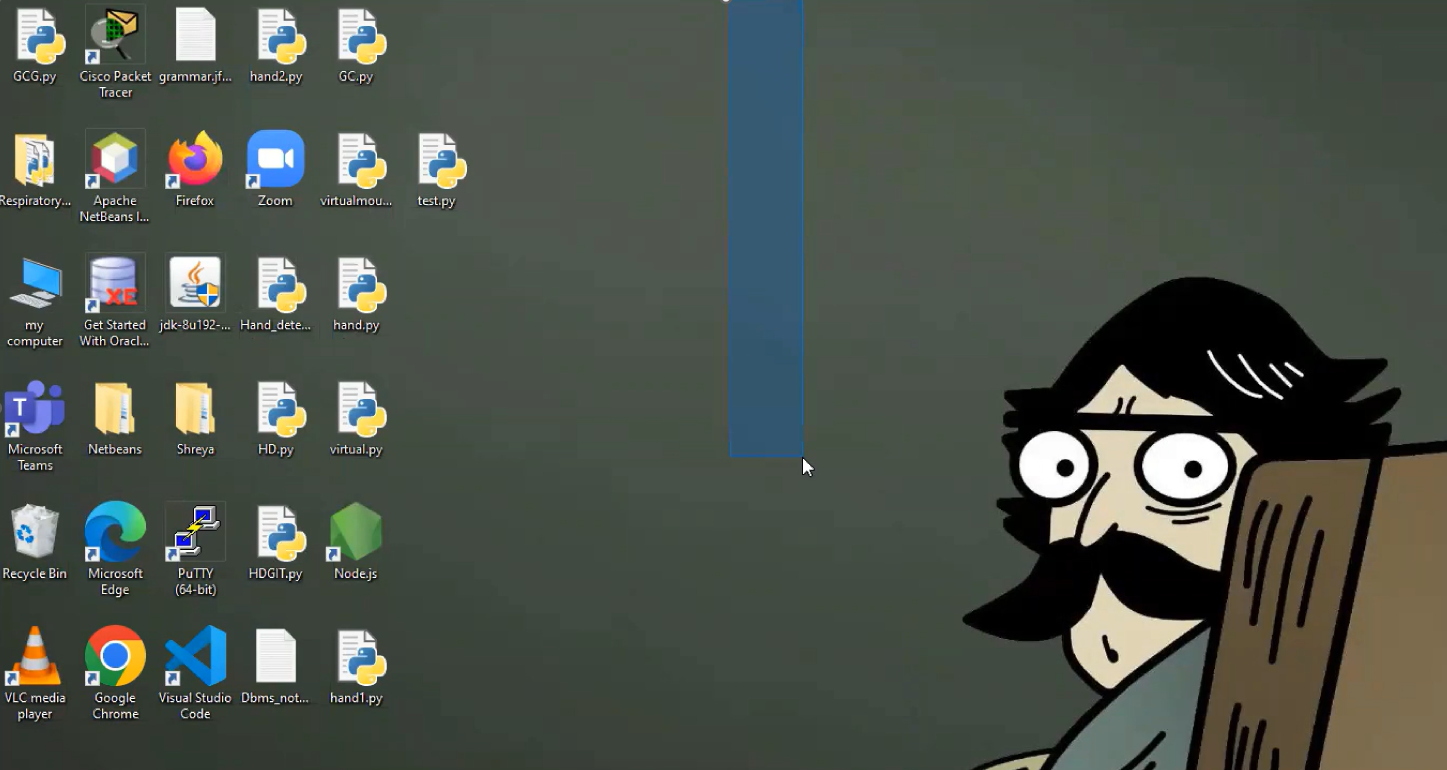 GCG.py
Cisco Packet
Tracer
grammar.jf...
hand2.py
GC.py
Respiratory...
Apache
NetBeans I...
Firefox
Zoom
virtualmou...
test.py
my
computer
XE
Get Started
With Oracl...
jdk-8u192-...
Hand_dete...
hand.py
T
Microsoft
Teams
Netbeans
Shreya
HD.py
virtual.py
Recycle Bin
Microsoft
Edge
PuTTY
(64-bit)
HDGIT.py
Node.js
VLC media
player
Google
Chrome
Visual Studio
Code
Dbms_not...
hand1.py